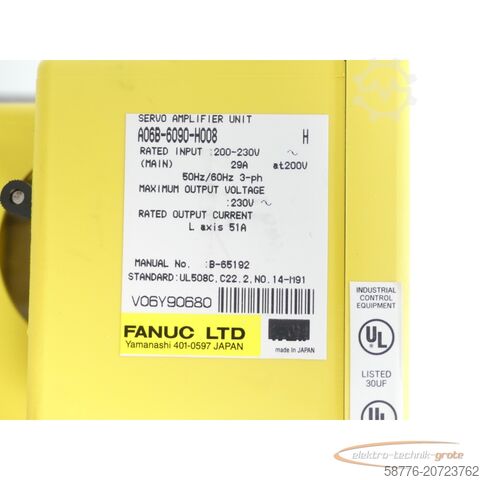 SERVO AMPLIFIER UNIT
A06B-6090-H008 H
RATED INPUT :200-230V ~
(MAIN) 29A at200V
50Hz/60Hz 3-ph
MAXIMUM OUTPUT VOLTAGE
:230V ~
RATED OUTPUT CURRENT
L axis 51A
MANUAL No. :B-65192
STANDARD:UL508C,C22.2,NO.14-M91
V06Y90680
FANUC LTD
Yamanashi 401-0597 JAPAN
made in JAPAN
INDUSTRIAL
CONTROL
EQUIPMENT
UL
LISTED
30UF
UL
elektro-technik-grote
58776-20723762